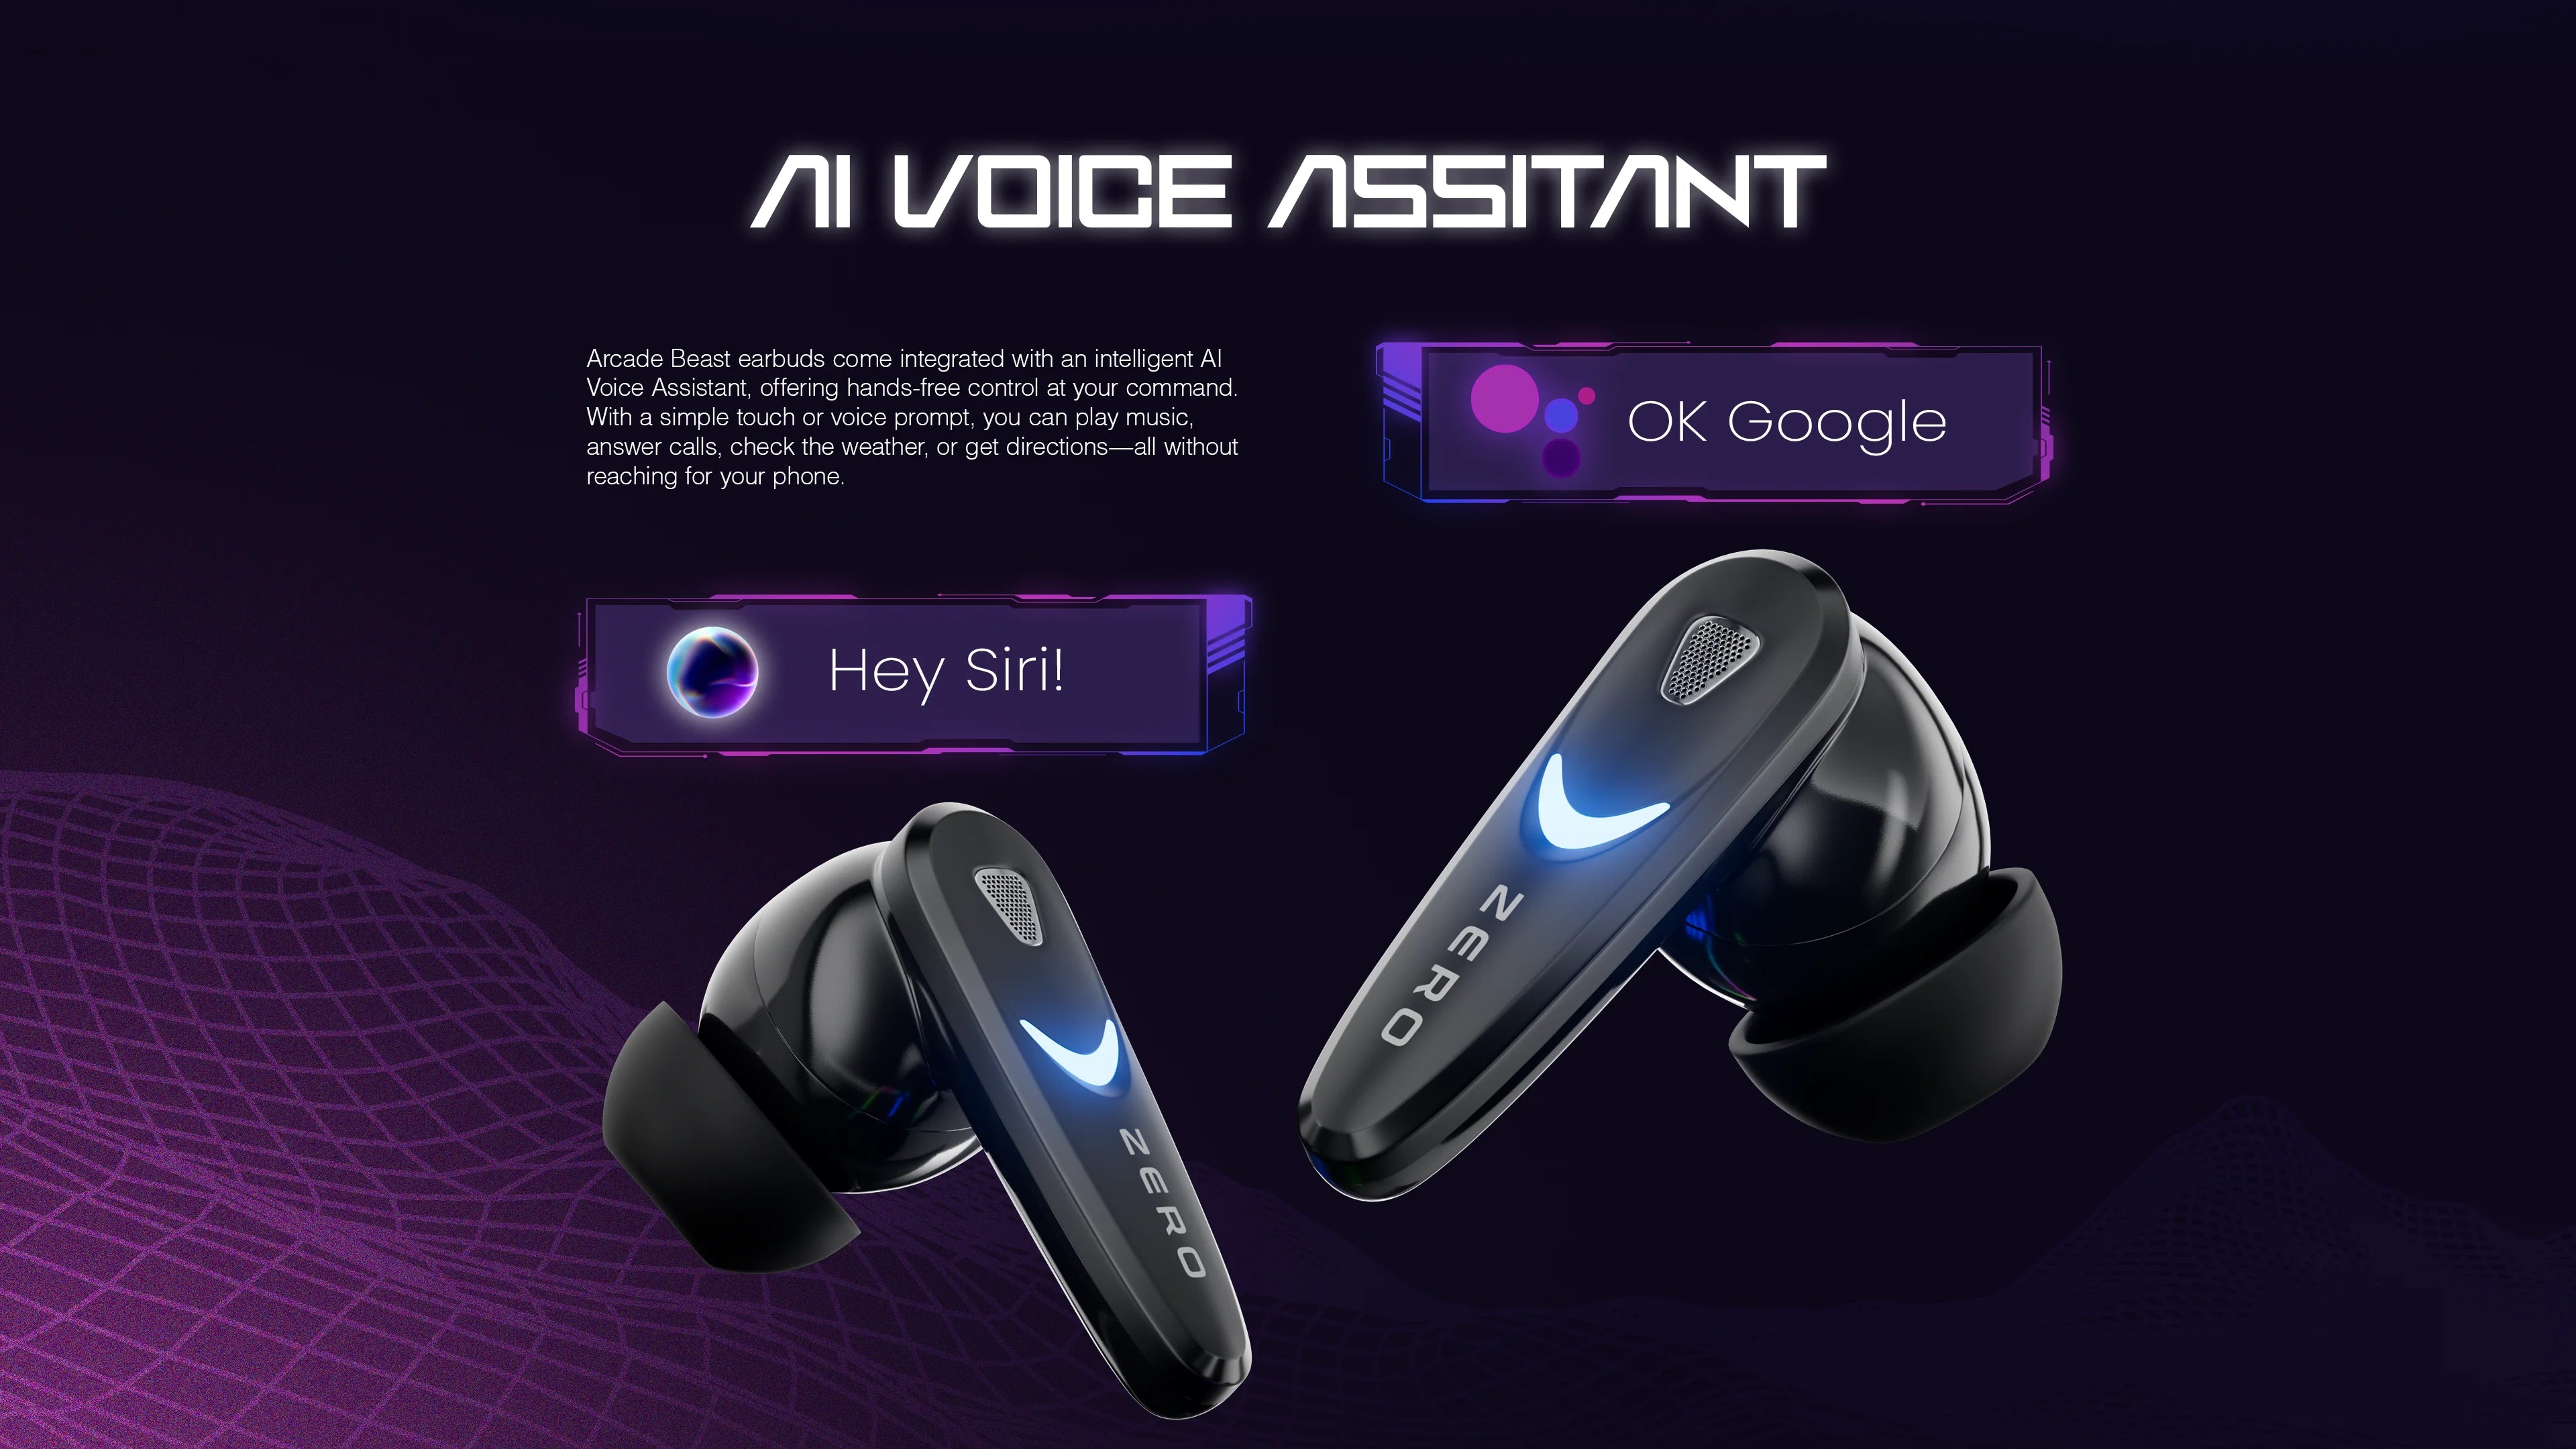 AI VOICE ASSITANT
Arcade Beast earbuds come integrated with an intelligent AI
Voice Assistant, offering hands-free control at your command.
With a simple touch or voice prompt, you can play music,
answer calls, check the weather, or get directions—all without
reaching for your phone.
OK Google
Hey Siri!
ZERO
ZERO